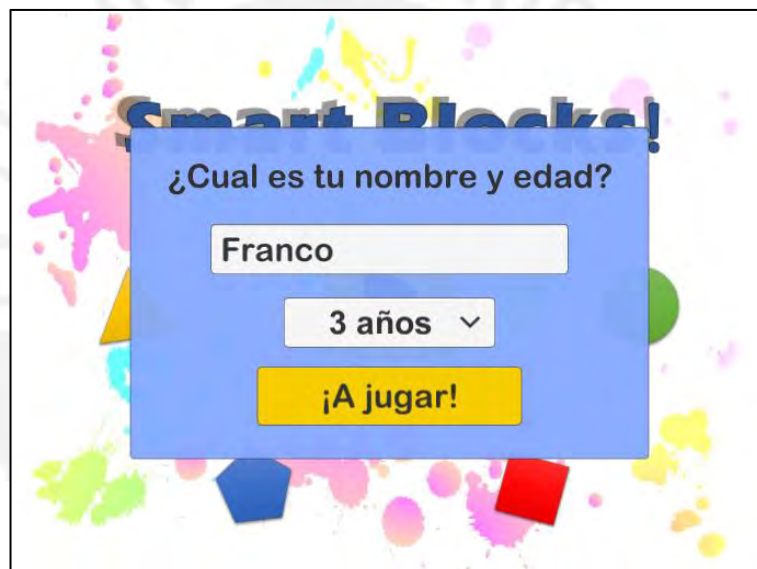 Smart Blocks!
¿Cual es tu nombre y edad?
Franco
3 años
¡A jugar!